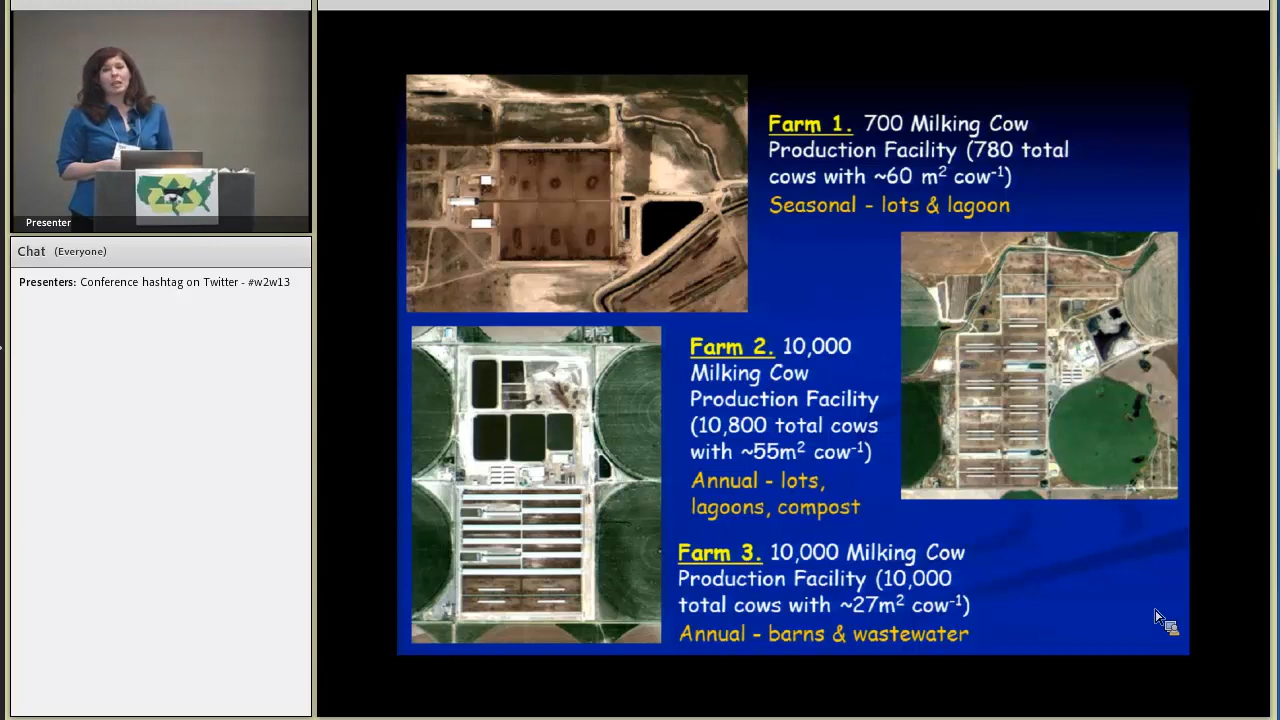 Presenter
Chat (Everyone)
Presenters: Conference hashtag on Twitter - #w2w13
Farm 1. 700 Milking Cow
Production Facility (780 total
cows with ~60 m² cow⁻¹)
Seasonal - lots & lagoon
Farm 2. 10,000
Milking Cow
Production Facility
(10,800 total cows
with ~55m² cow⁻¹)
Annual - lots,
lagoons, compost
Farm 3. 10,000 Milking Cow
Production Facility (10,000
total cows with ~27m² cow⁻¹)
Annual - barns & wastewater